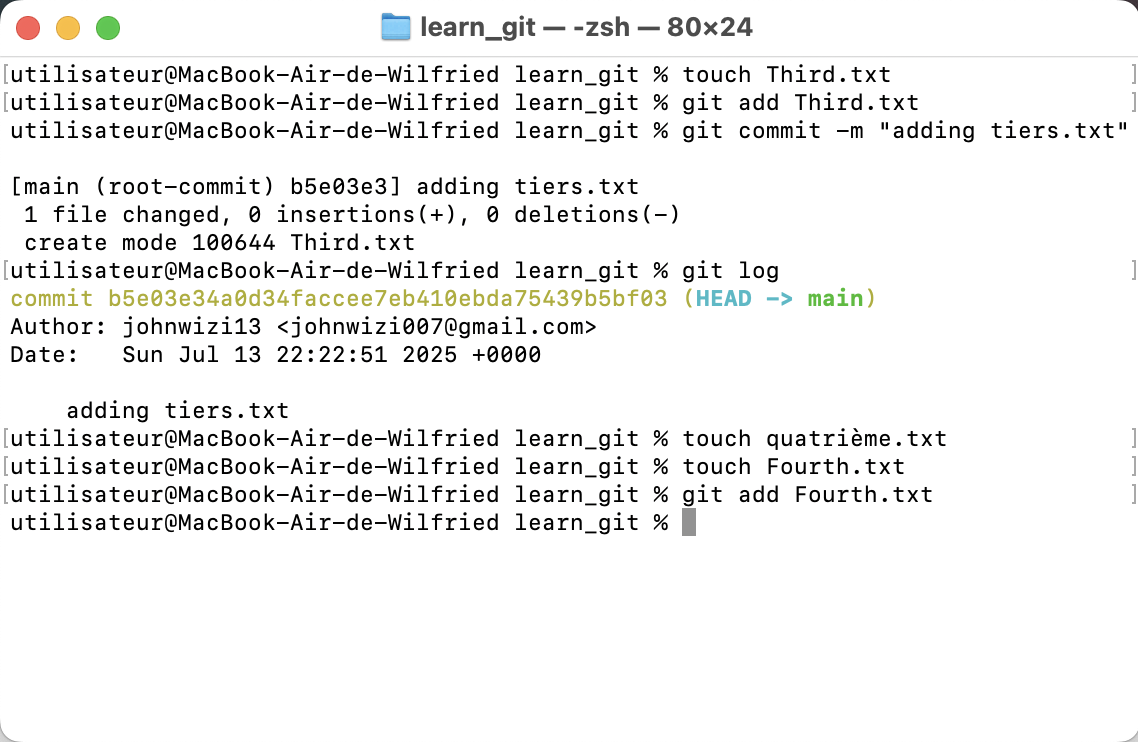 learn_git — -zsh — 80×24
[utilisateur@MacBook-Air-de-Wilfried learn_git % touch Third.txt ]
[utilisateur@MacBook-Air-de-Wilfried learn_git % git add Third.txt ]
utilisateur@MacBook-Air-de-Wilfried learn_git % git commit -m "adding tiers.txt"
[main (root-commit) b5e03e3] adding tiers.txt
1 file changed, 0 insertions(+), 0 deletions(-)
create mode 100644 Third.txt
[utilisateur@MacBook-Air-de-Wilfried learn_git % git log ]
commit b5e03e34a0d34faccee7eb410ebda75439b5bf03 (HEAD -> main)
Author: johnwizi13 <johnwizi007@gmail.com>
Date:   Sun Jul 13 22:22:51 2025 +0000
adding tiers.txt
[utilisateur@MacBook-Air-de-Wilfried learn_git % touch quatrième.txt ]
[utilisateur@MacBook-Air-de-Wilfried learn_git % touch Fourth.txt ]
[utilisateur@MacBook-Air-de-Wilfried learn_git % git add Fourth.txt ]
utilisateur@MacBook-Air-de-Wilfried learn_git %